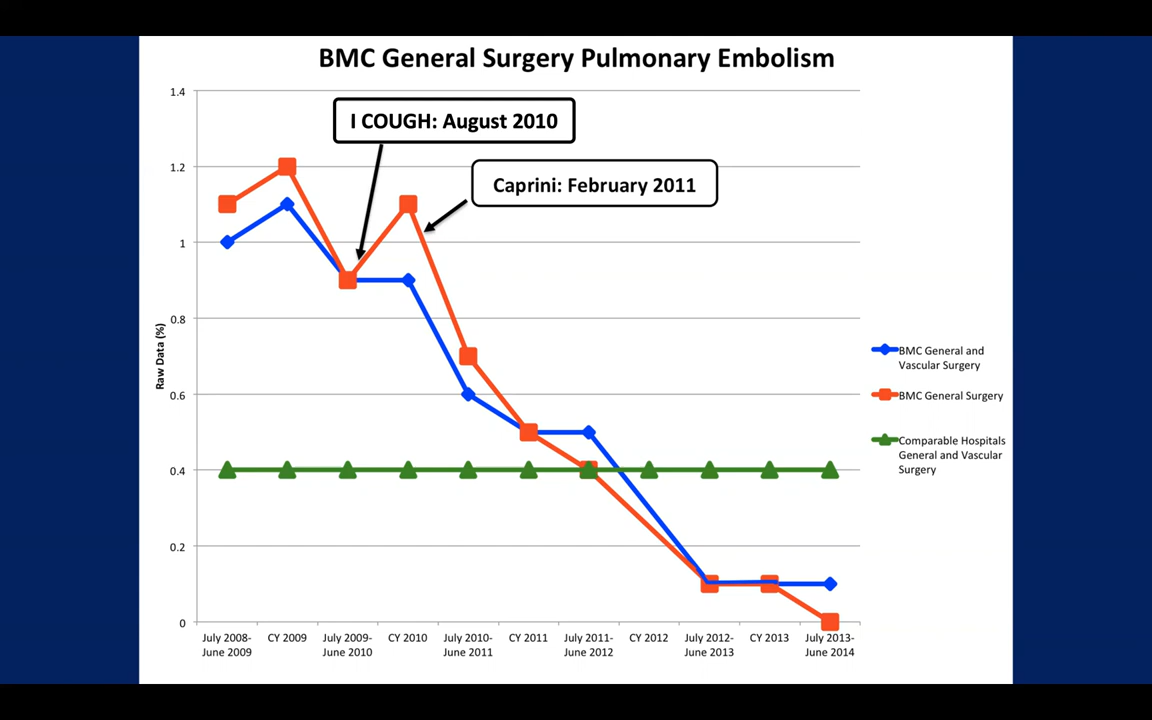 BMC General Surgery Pulmonary Embolism
1.4
I COUGH: August 2010
1.2
Caprini: February 2011
1
0.8
Raw Data (%)
0.6
0.4
0.2
0
BMC General and
Vascular Surgery
BMC General Surgery
Comparable Hospitals
General and Vascular
Surgery
July 2008-
June 2009
CY 2009
July 2009-
June 2010
CY 2010
July 2010-
June 2011
CY 2011
July 2011-
June 2012
CY 2012
July 2012-
June 2013
CY 2013
July 2013-
June 2014